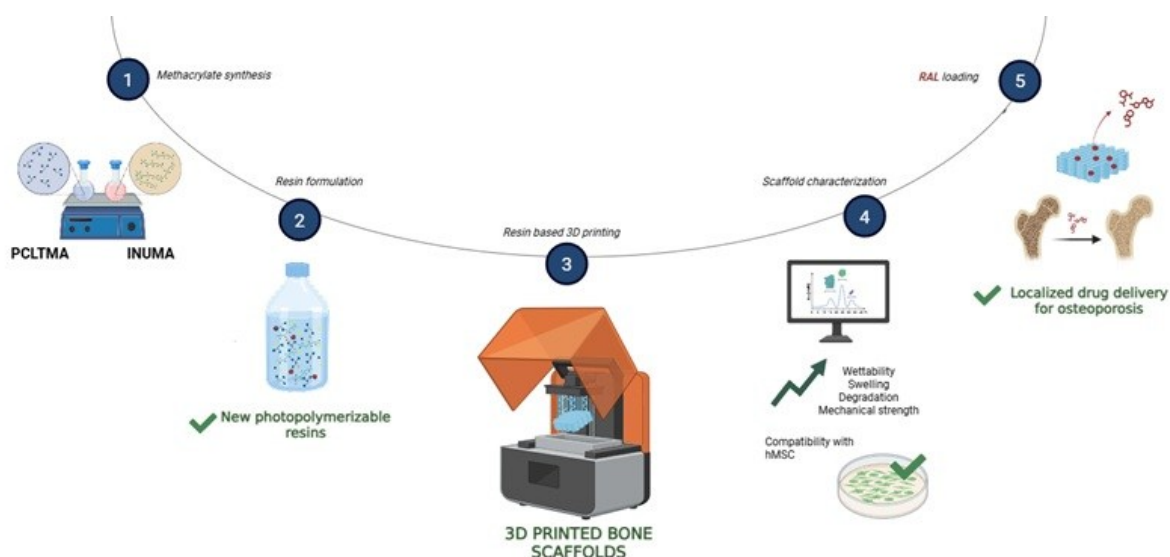 1
Methacrylate synthesis
PCLTMA
INUMA
2
Resin formulation
New photopolymerizable
resins
3
Resin based 3D printing
3D PRINTED BONE
SCAFFOLDS
4
Scaffold characterization
Wettability
Swelling
Degradation
Mechanical strength
Compatibility with
hMSC
5
RAL loading
Localized drug delivery
for osteoporosis